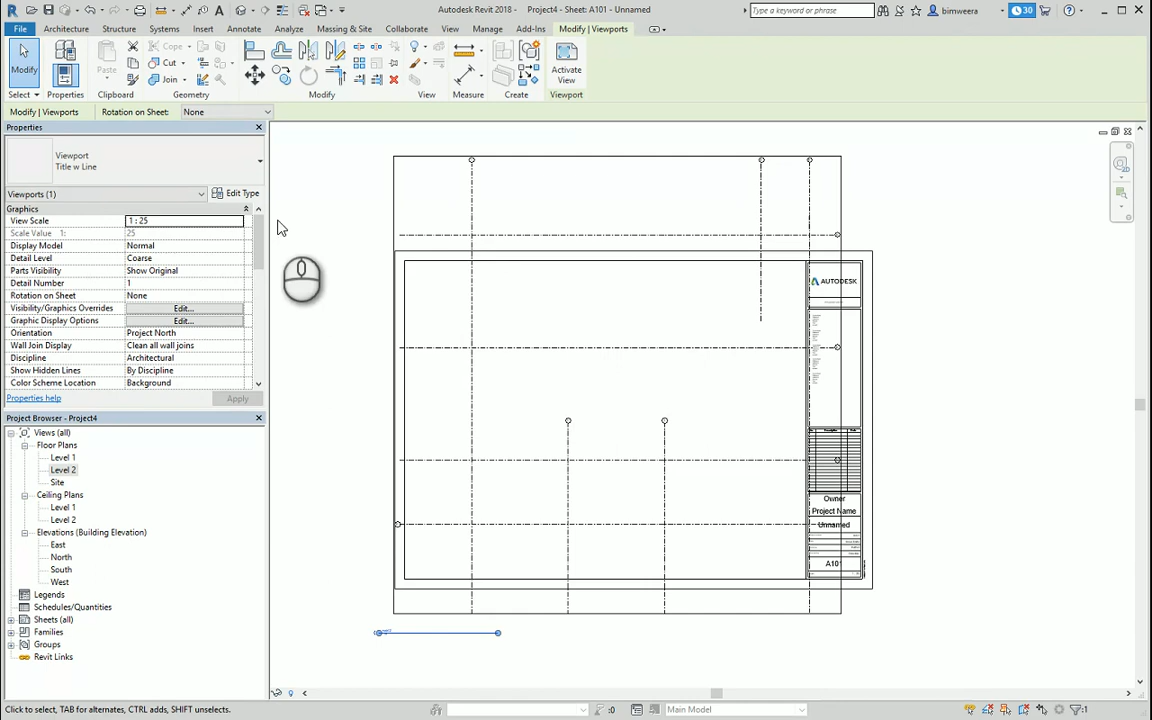 Autodesk Revit 2018 -    Project4 - Sheet: A101 - Unnamed
Type a keyword or phrase
bimweera
30
File
Architecture
Structure
Systems
Insert
Annotate
Analyze
Massing & Site
Collaborate
View
Manage
Add-Ins
Modify | Viewports
Modify
Paste
Cope
Cut
Join
Activate
View
Select
Properties
Clipboard
Geometry
Modify
View
Measure
Create
Viewport
Modify | Viewports
Rotation on Sheet:
None
Properties
Viewport
Title w Line
Viewports (1)
Edit Type
Graphics
View Scale
1 : 25
Scale Value    1:
25
Display Model
Normal
Detail Level
Coarse
Parts Visibility
Show Original
Detail Number
1
Rotation on Sheet
None
Visibility/Graphics Overrides
Edit...
Graphic Display Options
Edit...
Orientation
Project North
Wall Join Display
Clean all wall joins
Discipline
Architectural
Show Hidden Lines
By Discipline
Color Scheme Location
Background
Properties help
Apply
Project Browser - Project4
Views (all)
Floor Plans
Level 1
Level 2
Site
Ceiling Plans
Level 1
Level 2
Elevations (Building Elevation)
East
North
South
West
Legends
Schedules/Quantities
Sheets (all)
Families
Groups
Revit Links
AUTODESK
Owner
Project Name
Unnamed
A101
2D
Click to select, TAB for alternates, CTRL adds, SHIFT unselects.
:0
Main Model
:1